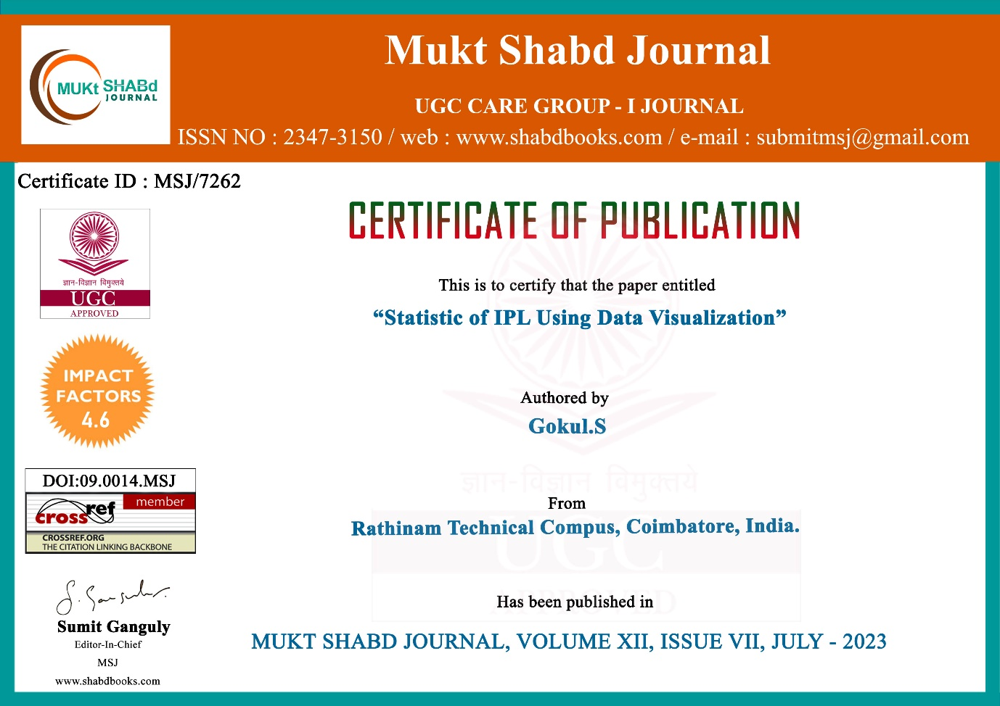 MUKt SHABd
JOURNAL
Mukt Shabd Journal
UGC CARE GROUP - I JOURNAL
ISSN NO : 2347-3150 / web : www.shabdbooks.com / e-mail : submitmsj@gmail.com
Certificate ID : MSJ/7262
ज्ञान-विज्ञान विमुक्तये
UGC
APPROVED
IMPACT
FACTORS
4.6
DOI:09.0014.MSJ
crossref member
CROSSREF.ORG
THE CITATION LINKING BACKBONE
S. Ganguly
Sumit Ganguly
Editor-In-Chief
MSJ
www.shabdbooks.com
CERTIFICATE OF PUBLICATION
This is to certify that the paper entitled
“Statistic of IPL Using Data Visualization”
Authored by
Gokul.S
ज्ञान-विज्ञान विमुक्तये
From
Rathinam Technical Compus, Coimbatore, India.
UGC
APPROVED
Has been published in
MUKT SHABD JOURNAL, VOLUME XII, ISSUE VII, JULY - 2023